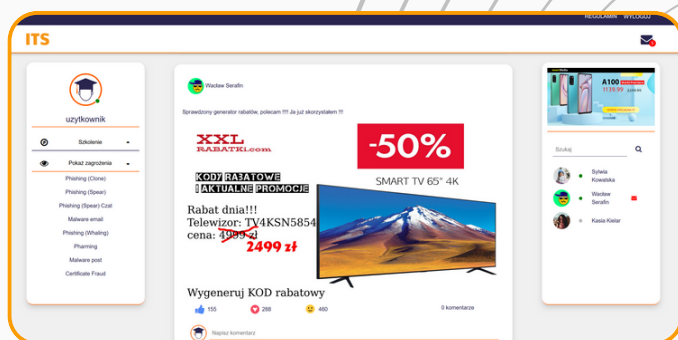 REGULAMIN WYLOGUJ
ITS
uzytkownik
Szkolenie
Pokaż zagrożenia
Phishing (Clone)
Phishing (Spear)
Phishing (Spear) Czat
Malware email
Phishing (Whaling)
Pharming
Malware post
Certificate Fraud
Wacław Serafin
Sprawdzony generator rabatów, polecam !!!! Ja już skorzystałem !!!
XXL
RABATKI.com
-50%
KODY RABATOWE
I AKTUALNE PROMOCJE
SMART TV 65" 4K
Rabat dnia!!!
Telewizor: TV4KSN5854
cena: 4999 zł
2499 zł
Wygeneruj KOD rabatowy
155
288
460
0 komentarze
Napisz komentarz
A100
1139.99
Szukaj
Sylwia
Kowalska
Wacław
Serafin
Kasia Kielar